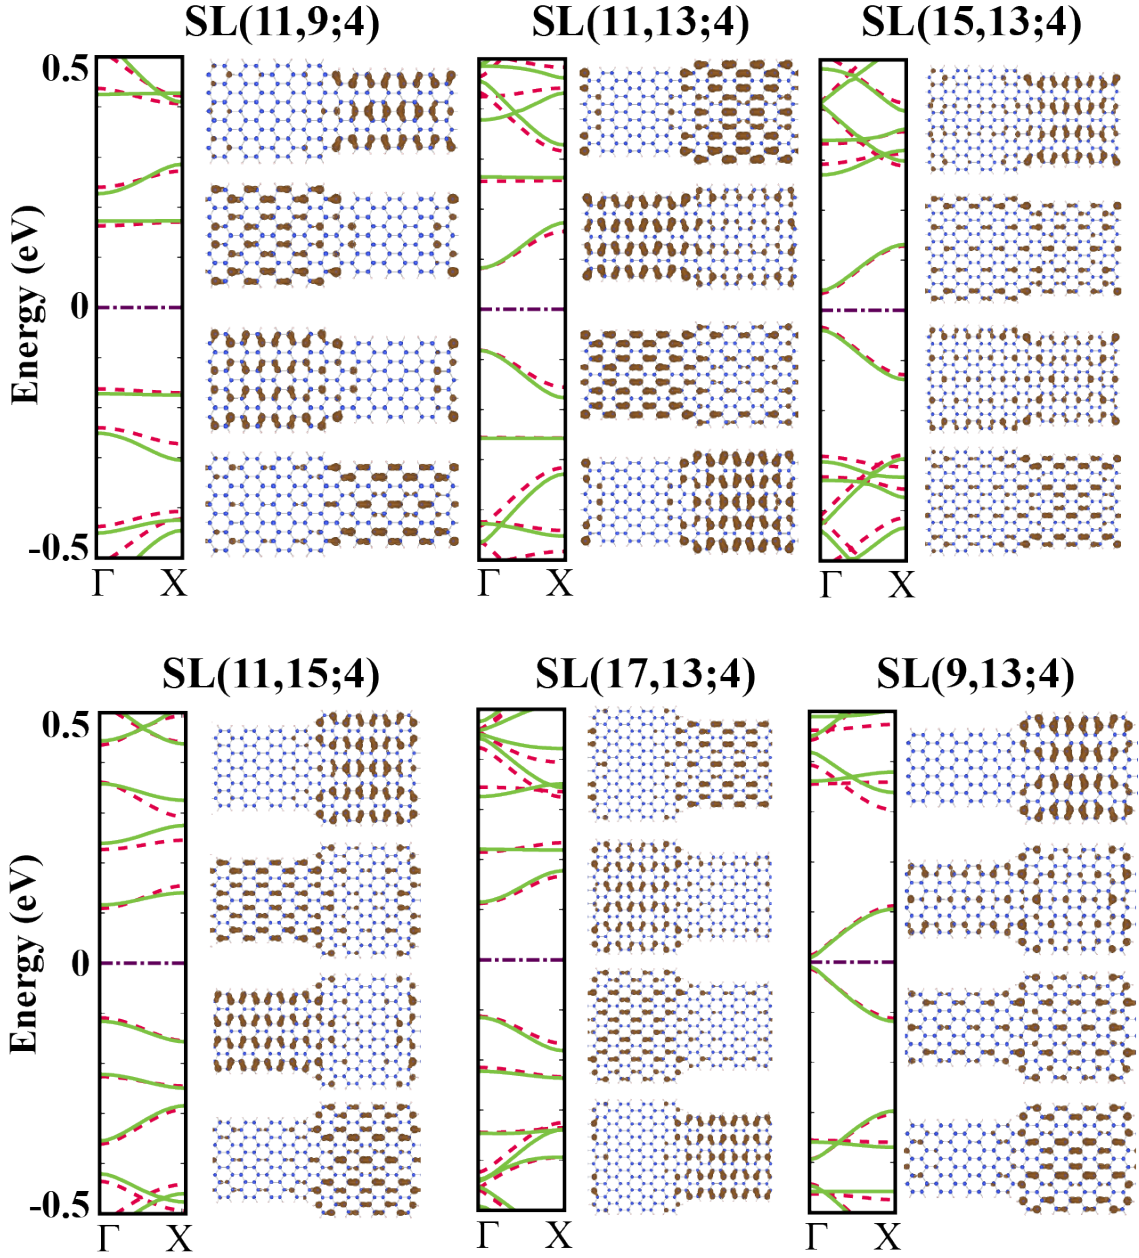 SL(11,9;4) SL(11,13;4) SL(15,13;4)
0.5
Energy (eV)
0
-0.5
Γ X Γ X Γ X
SL(11,15;4) SL(17,13;4) SL(9,13;4)
0.5
Energy (eV)
0
-0.5
Γ X Γ X Γ X